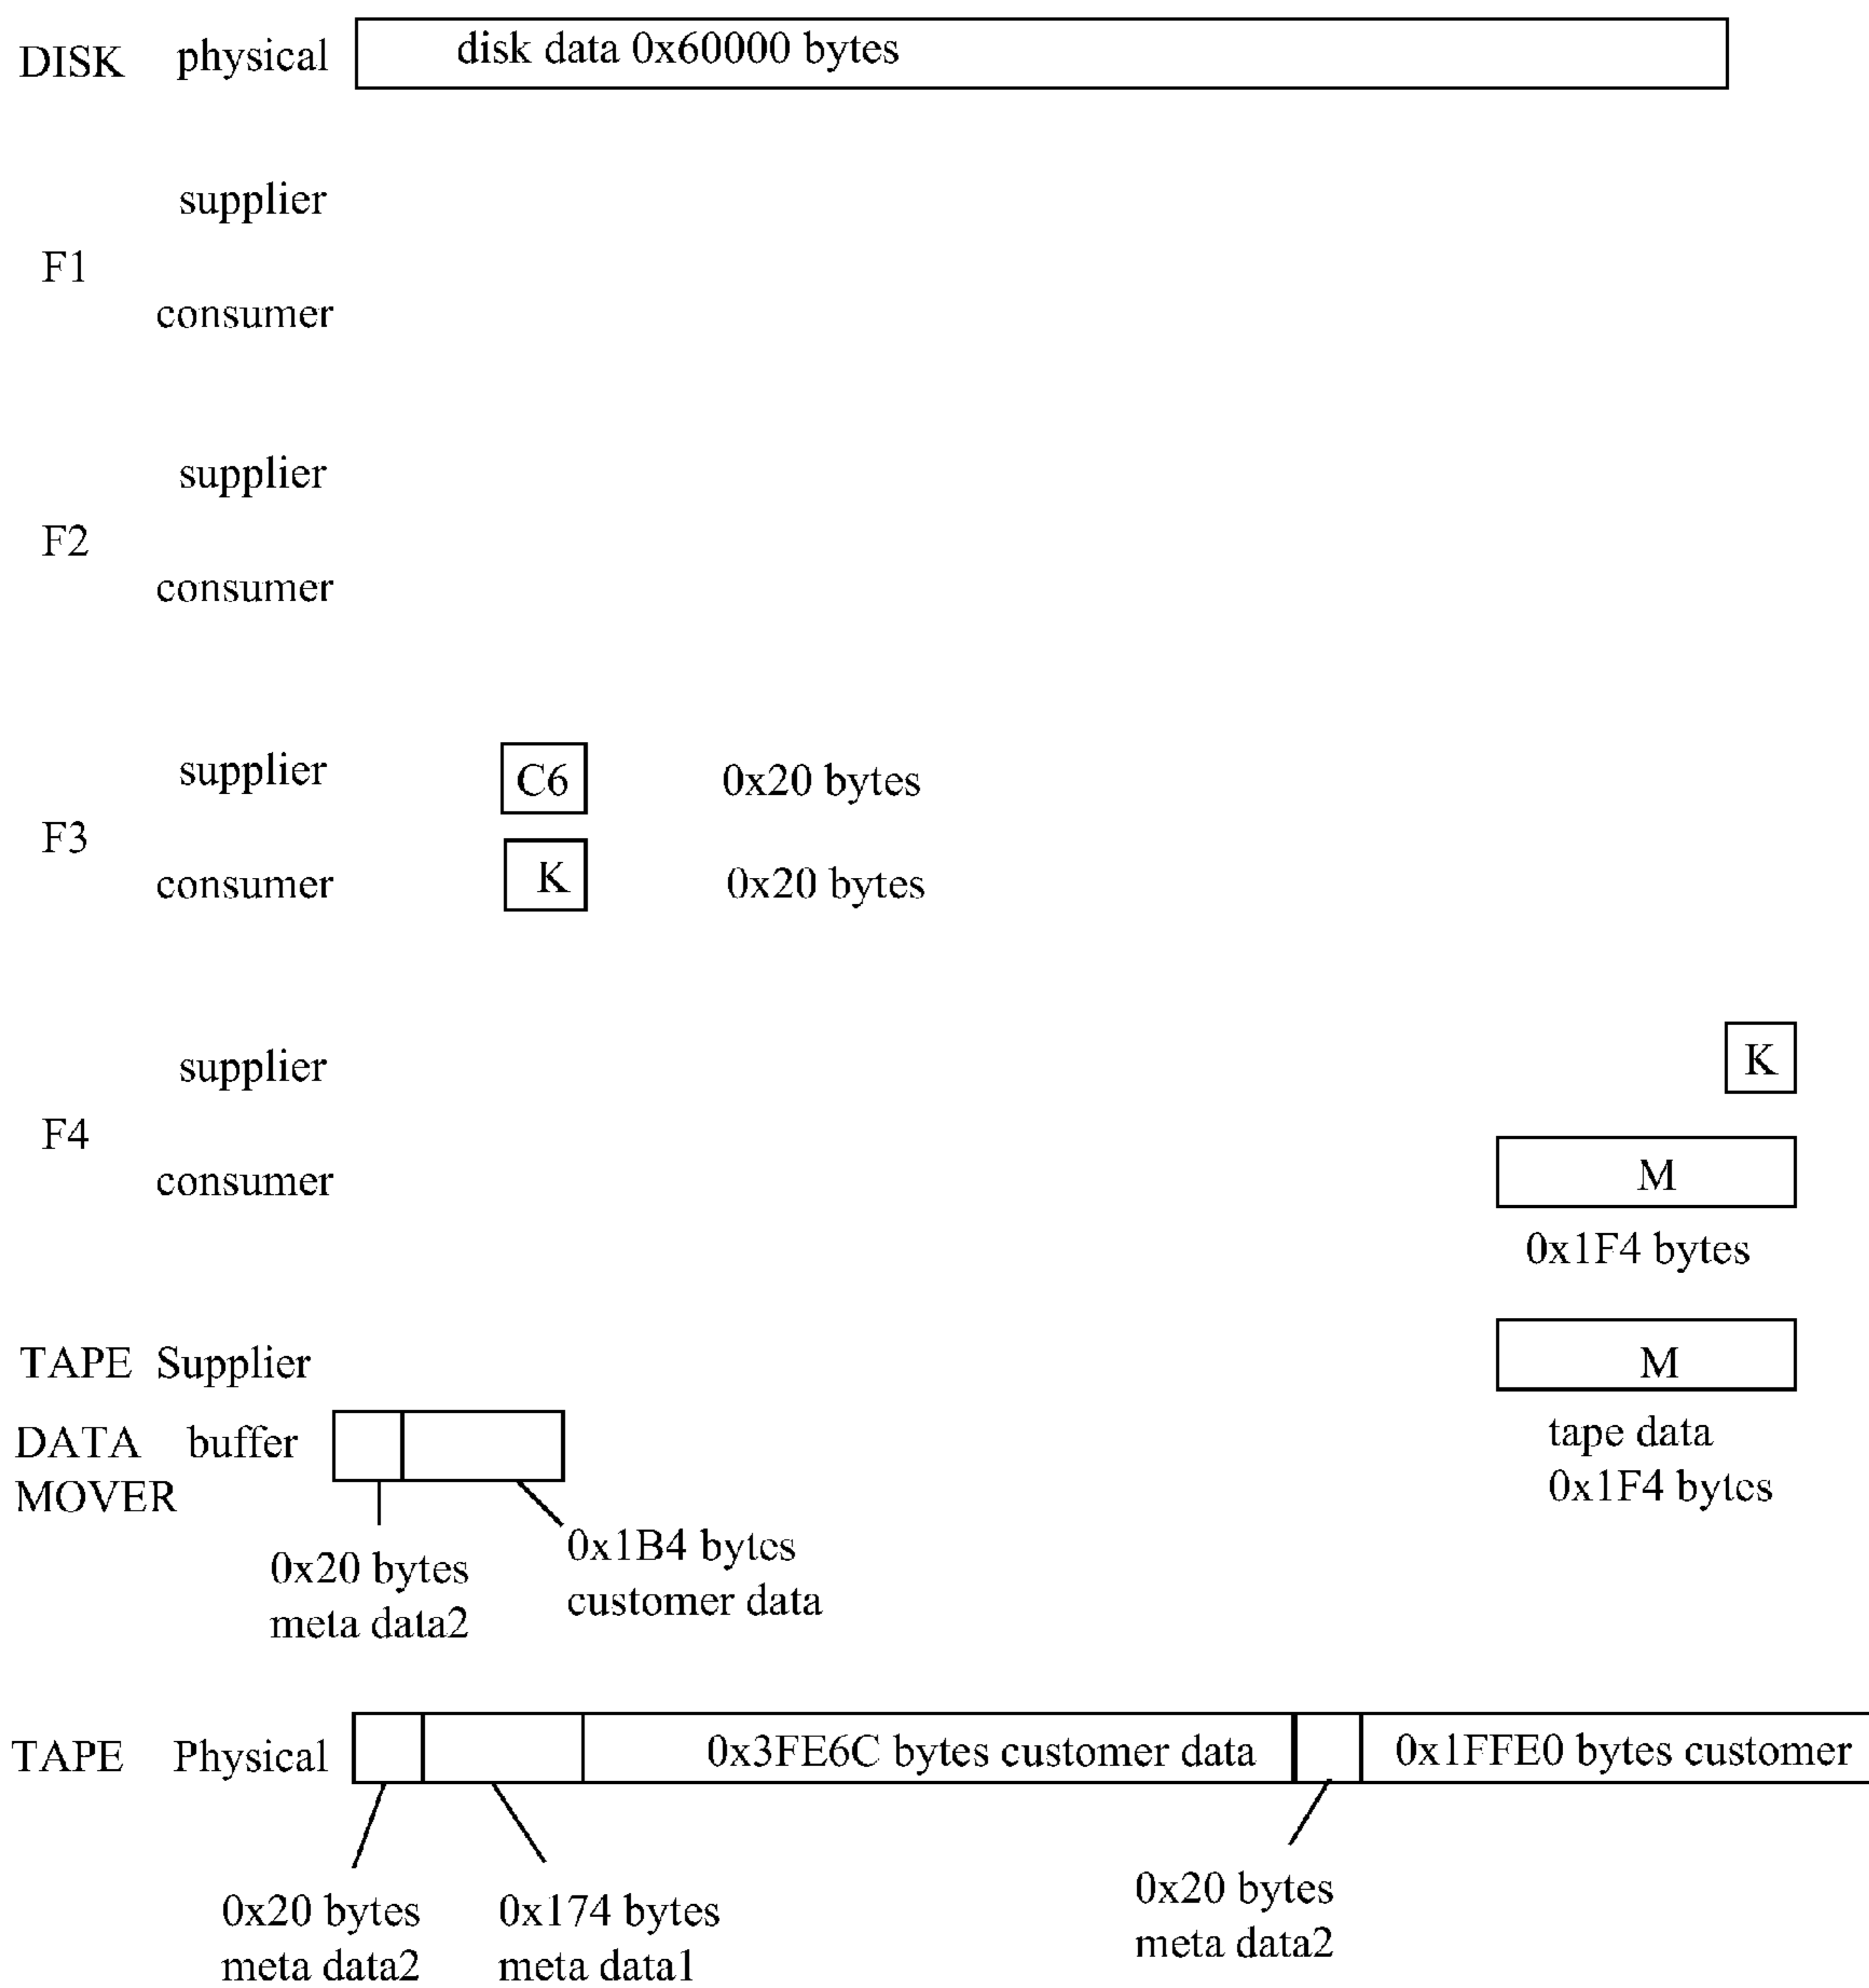 DISK physical disk data 0x60000 bytes
supplier
F1
consumer
supplier
F2
consumer
supplier C6 0x20 bytes
F3
consumer K 0x20 bytes
supplier K
F4
consumer M
0x1F4 bytes
TAPE Supplier M
DATA buffer tape data
MOVER 0x1F4 bytes
0x20 bytes 0x1B4 bytes
meta data2 customer data
TAPE Physical 0x3FE6C bytes customer data 0x1FFE0 bytes customer
0x20 bytes 0x174 bytes 0x20 bytes
meta data2 meta data1 meta data2